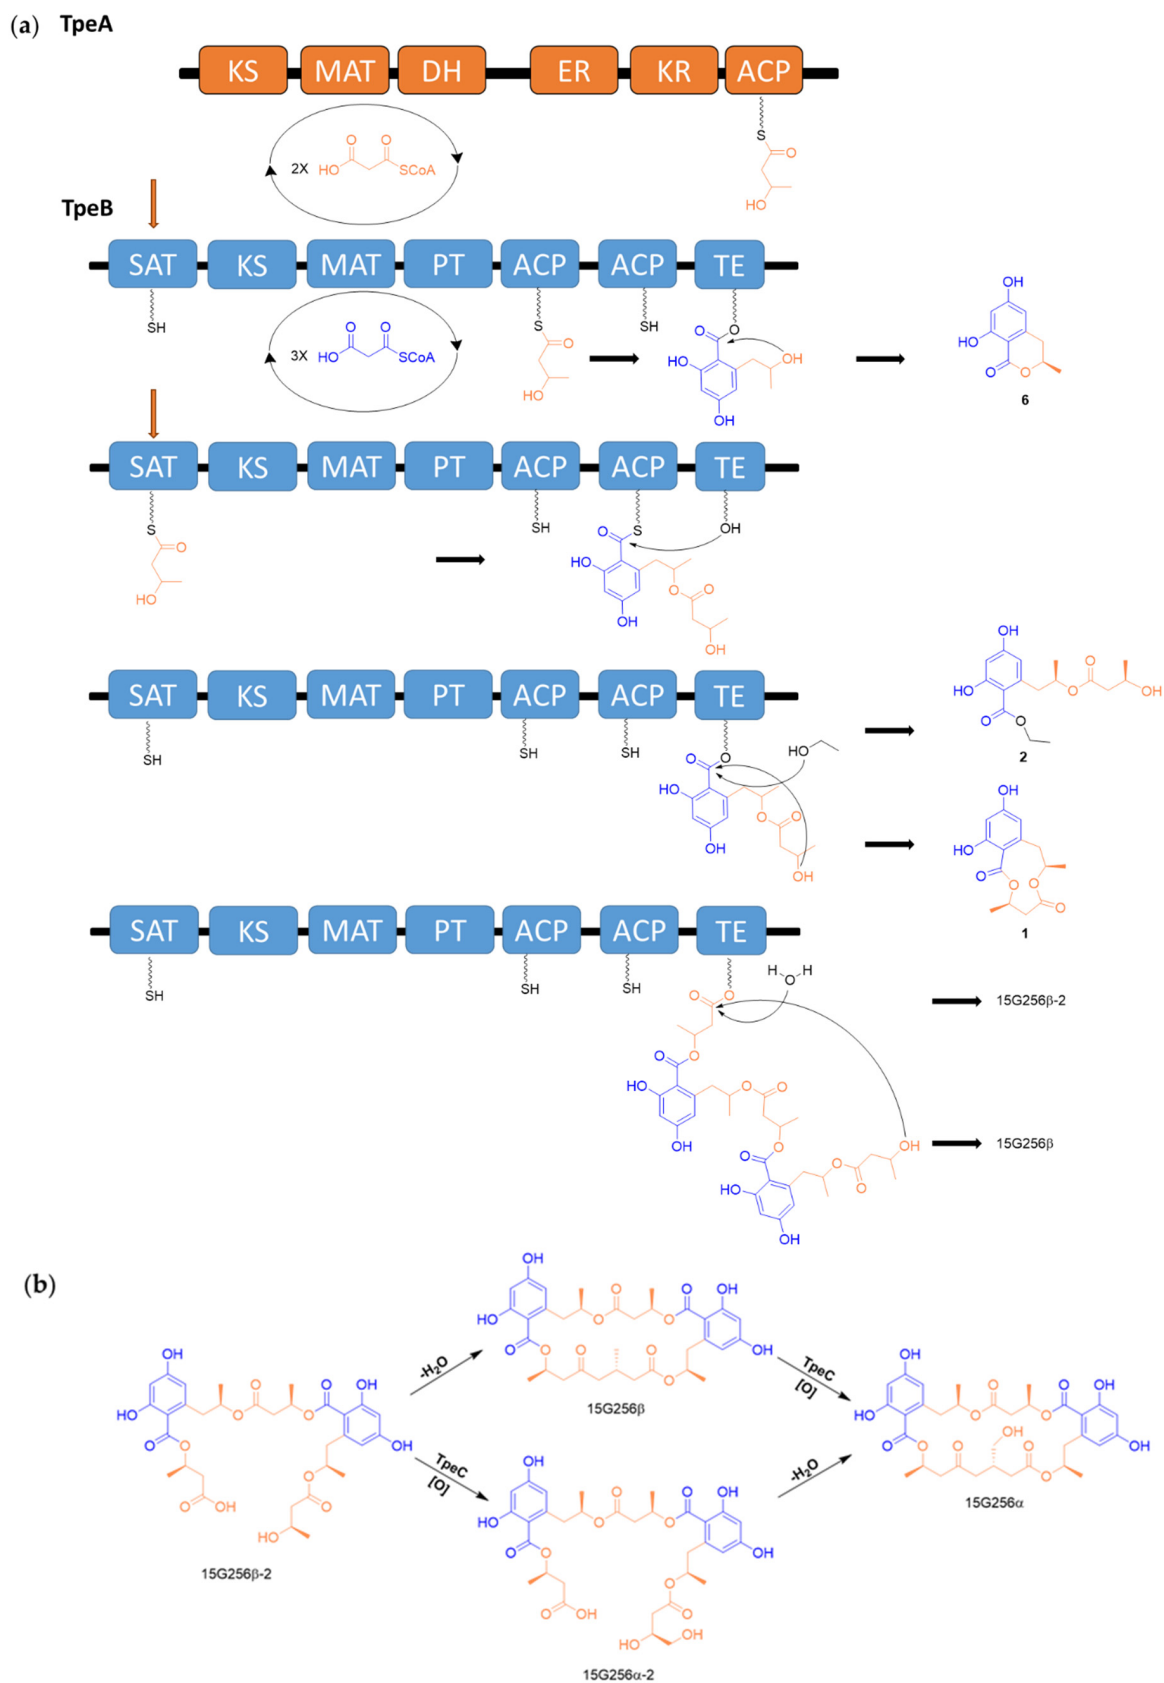 (a) TpeA
KS MAT DH ER KR ACP
O O
2X HO SCoA
S
O
HO
TpeB
SAT KS MAT PT ACP ACP TE
SH
O O
3X HO SCoA
S
O
HO
SH
O O
HO OH
OH
OH
HO
O O
6
SAT KS MAT PT ACP ACP TE
S
O
HO
SH
O S
OH
HO
O O
OH
OH
SAT KS MAT PT ACP ACP TE
SH
SH
SH
O O
HO
HO
O O
OH
OH
OH
HO
O
O
OH
O
O
2
OH
HO
O
O
O
O
1
SAT KS MAT PT ACP ACP TE
SH
SH
SH
H H
O
O O
15G256β-2
O
O
HO
O O
OH
O
O
OH
15G256β
HO
O
O
OH
(b)
OH
HO
O
O
O
O
OH
OH
O
O
O
O
15G256β
-H2O
TpeC
[O]
OH
HO
O
O
O
O
OH
OH
O
O
O
OH
O
O
HO
15G256β-2
TpeC
[O]
-H2O
OH
HO
O
O
O
O
OH
OH
O
O
O
OH
O
O
HO
OH
15G256α-2
OH
HO
O
O
O
O
OH
OH
HO
O
O
O
O
O
15G256α